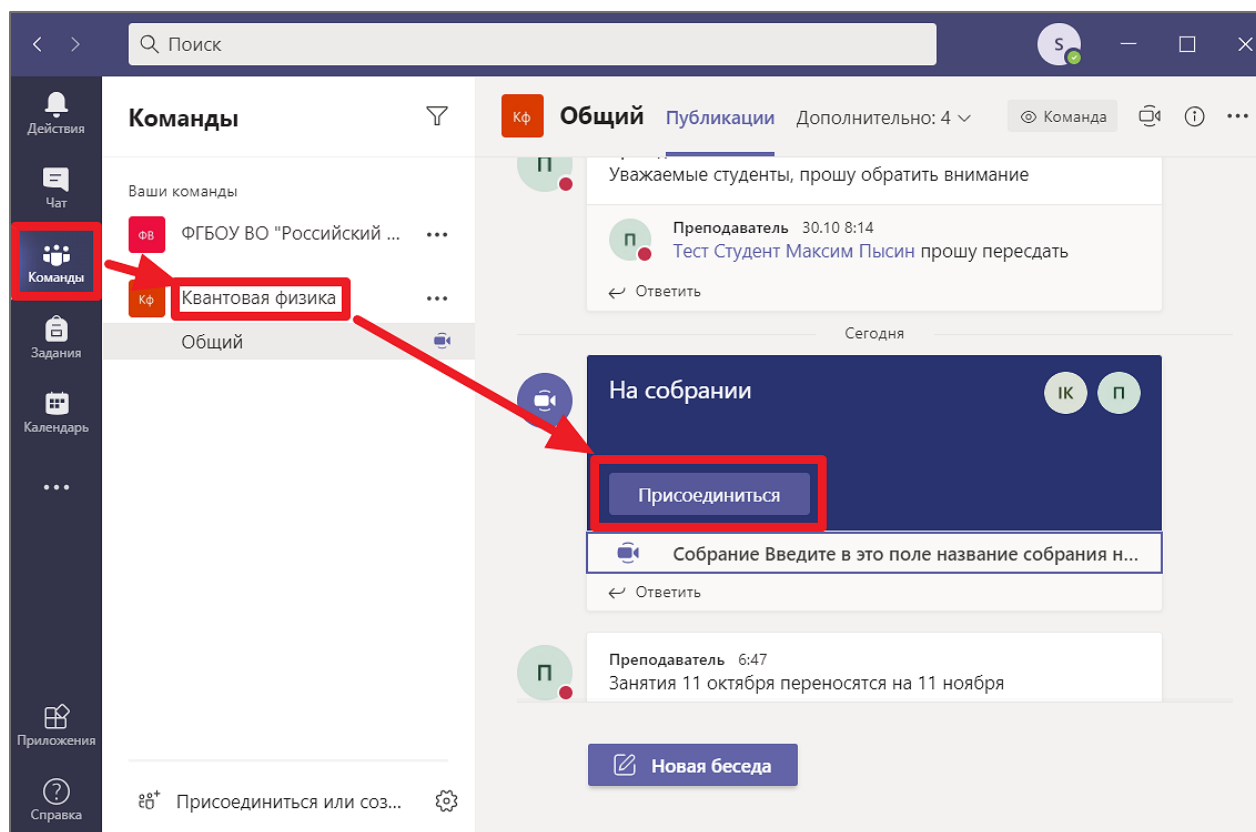 Поиск
S
Действия
Чат
Команды
Задания
Календарь
Приложения
Справка
Команды
Ваши команды
ФВ
ФГБОУ ВО "Российский ...
Кф
Квантовая физика
Общий
Присоединиться или соз...
Кф
Общий
Публикации
Дополнительно: 4
Команда
П
Уважаемые студенты, прошу обратить внимание
П
Преподаватель 30.10 8:14
Тест Студент Максим Пысин прошу пересдать
Ответить
Сегодня
На собрании
IK
П
Присоединиться
Собрание Введите в это поле название собрания н...
Ответить
П
Преподаватель 6:47
Занятия 11 октября переносятся на 11 ноября
Новая беседа